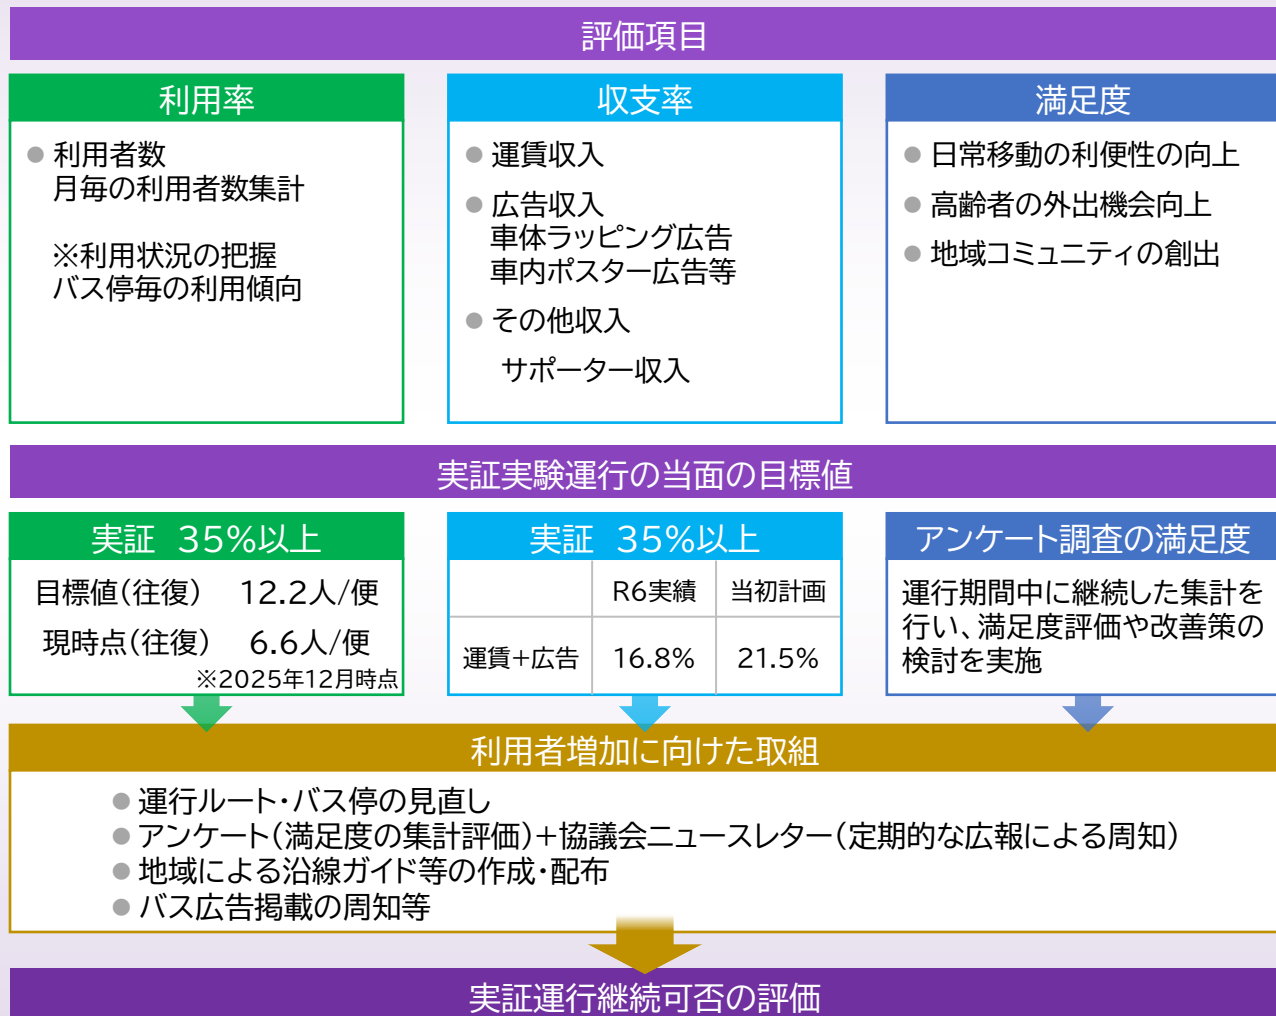 評価項目
利用率
● 利用者数
月毎の利用者数集計
※利用状況の把握
バス停毎の利用傾向
収支率
● 運賃収入
● 広告収入
車体ラッピング広告
車内ポスター広告等
● その他収入
サポーター収入
満足度
● 日常移動の利便性の向上
● 高齢者の外出機会向上
● 地域コミュニティの創出
実証実験運行の当面の目標値
実証 35%以上
目標値(往復) 12.2人/便
現時点(往復) 6.6人/便
※2025年12月時点
実証 35%以上
R6実績 当初計画
運賃+広告 16.8% 21.5%
アンケート調査の満足度
運行期間中に継続した集計を
行い、満足度評価や改善策の
検討を実施
利用者増加に向けた取組
● 運行ルート・バス停の見直し
● アンケート(満足度の集計評価)+協議会ニュースレター(定期的な広報による周知)
● 地域による沿線ガイド等の作成・配布
● バス広告掲載の周知等
実証運行継続可否の評価